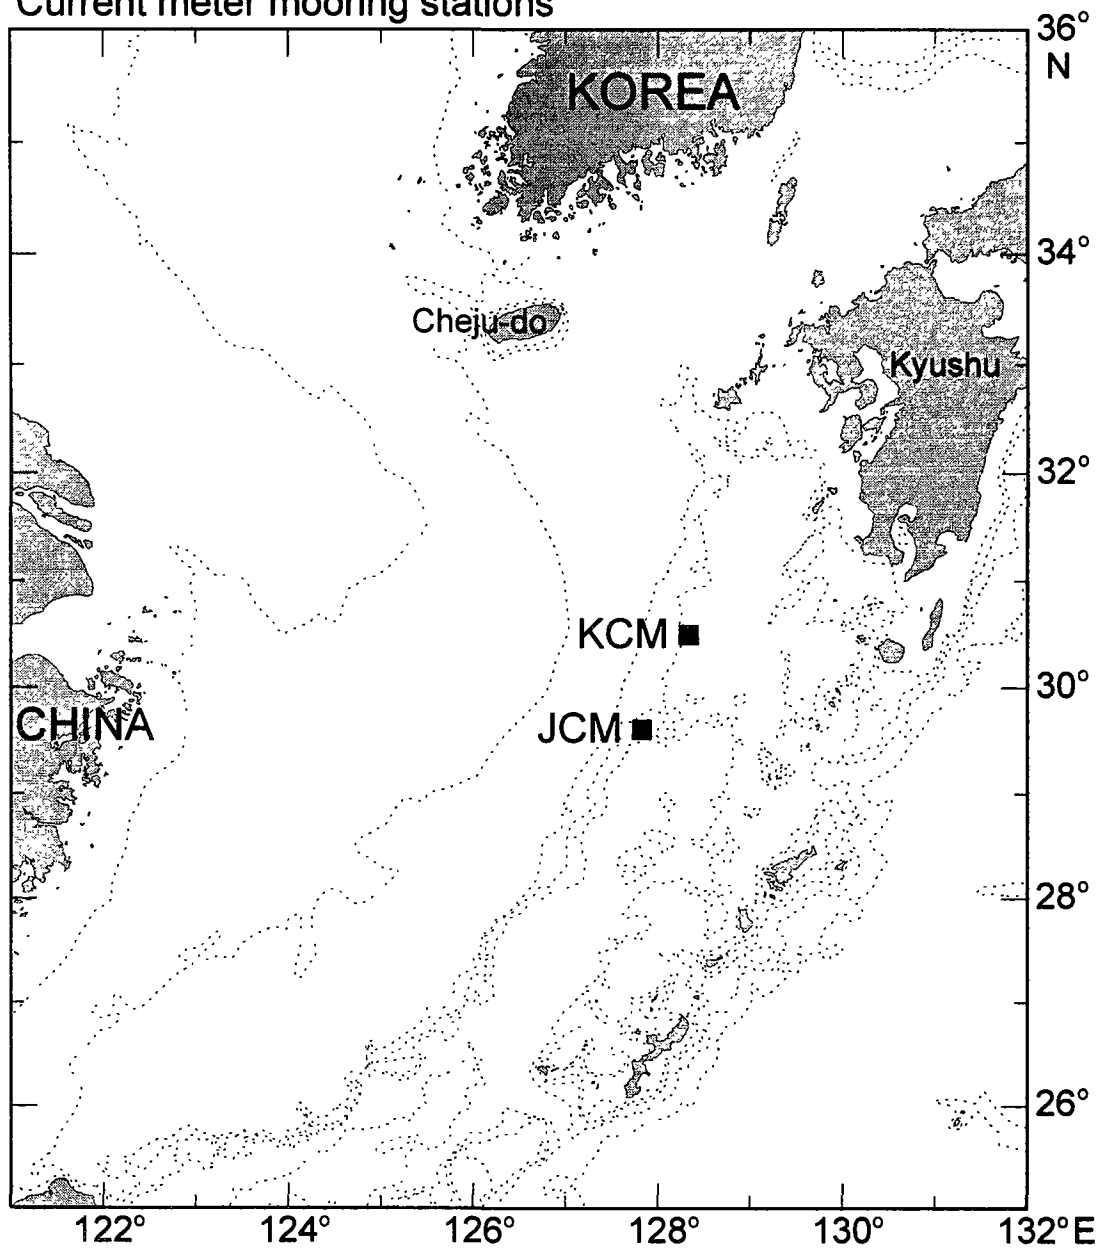 Current meter mooring stations
36°
N
KOREA
34°
Cheju-do
Kyushu
32°
KCM
30°
JCM
CHINA
28°
26°
122° 124° 126° 128° 130° 132°E